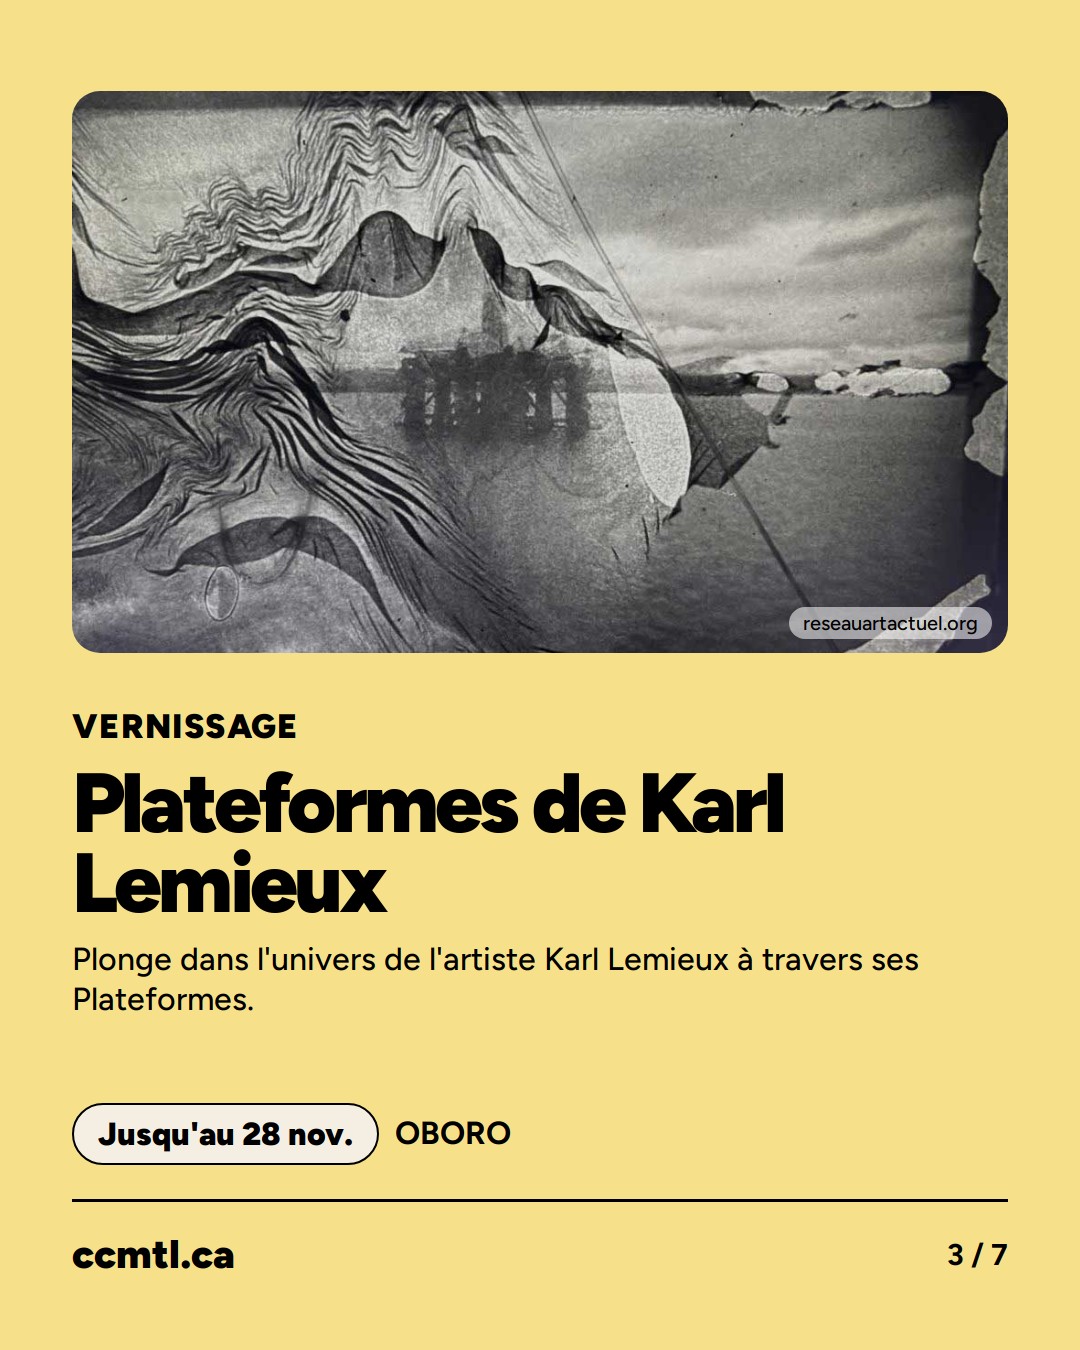 reseauartactuel.org
VERNISSAGE
Plateformes de Karl
Lemieux
Plonge dans l'univers de l'artiste Karl Lemieux à travers ses
Plateformes.
Jusqu'au 28 nov. OBORO
ccmtl.ca
3 / 7